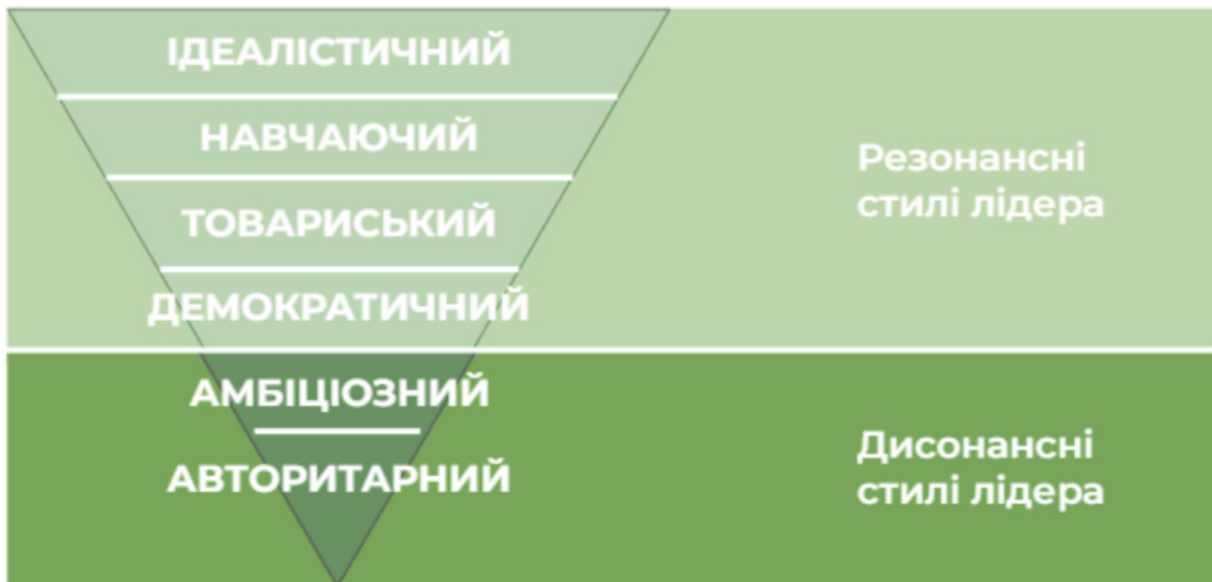 ІДЕАЛІСТИЧНИЙ
НАВЧАЮЧИЙ
ТОВАРИСЬКИЙ
ДЕМОКРАТИЧНИЙ
Резонансні
стилі лідера
АМБІЦІОЗНИЙ
АВТОРИТАРНИЙ
Дисонансні
стилі лідера